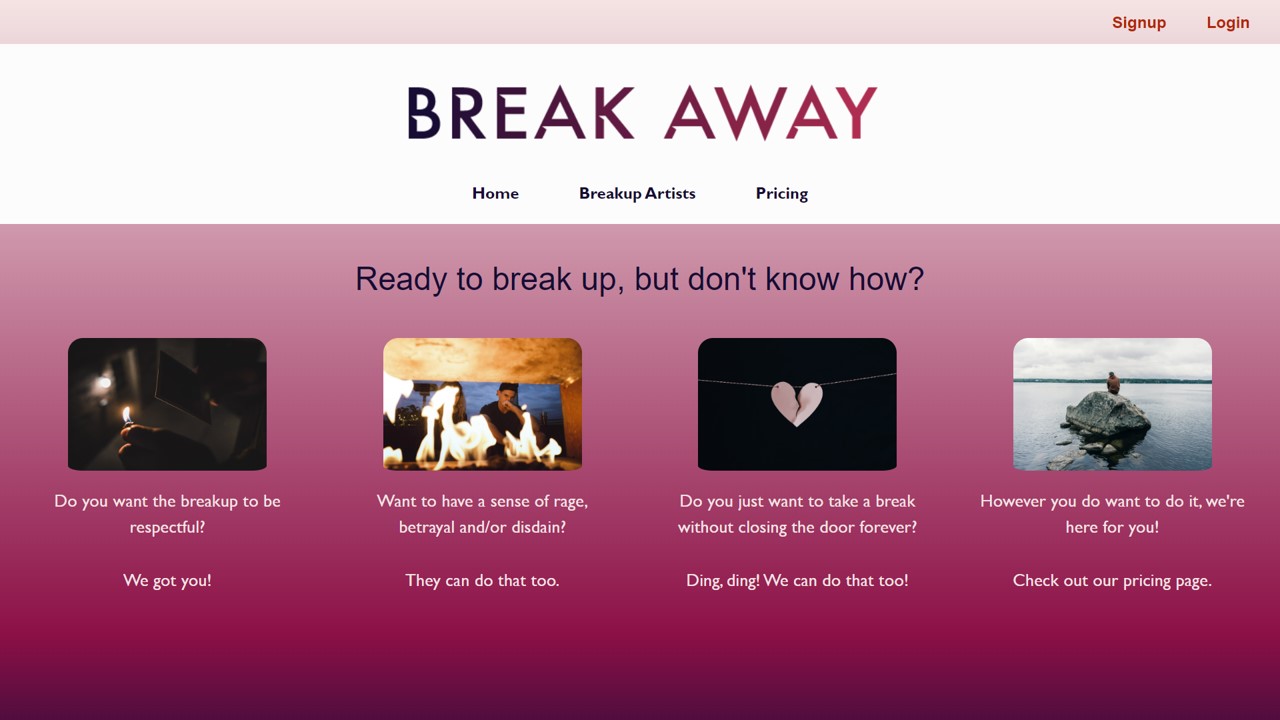 Signup Login
BREAK AWAY
Home Breakup Artists Pricing
Ready to break up, but don't know how?
Do you want the breakup to be
respectful?
We got you!
Want to have a sense of rage,
betrayal and/or disdain?
They can do that too.
Do you just want to take a break
without closing the door forever?
Ding, ding! We can do that too!
However you do want to do it, we're
here for you!
Check out our pricing page.